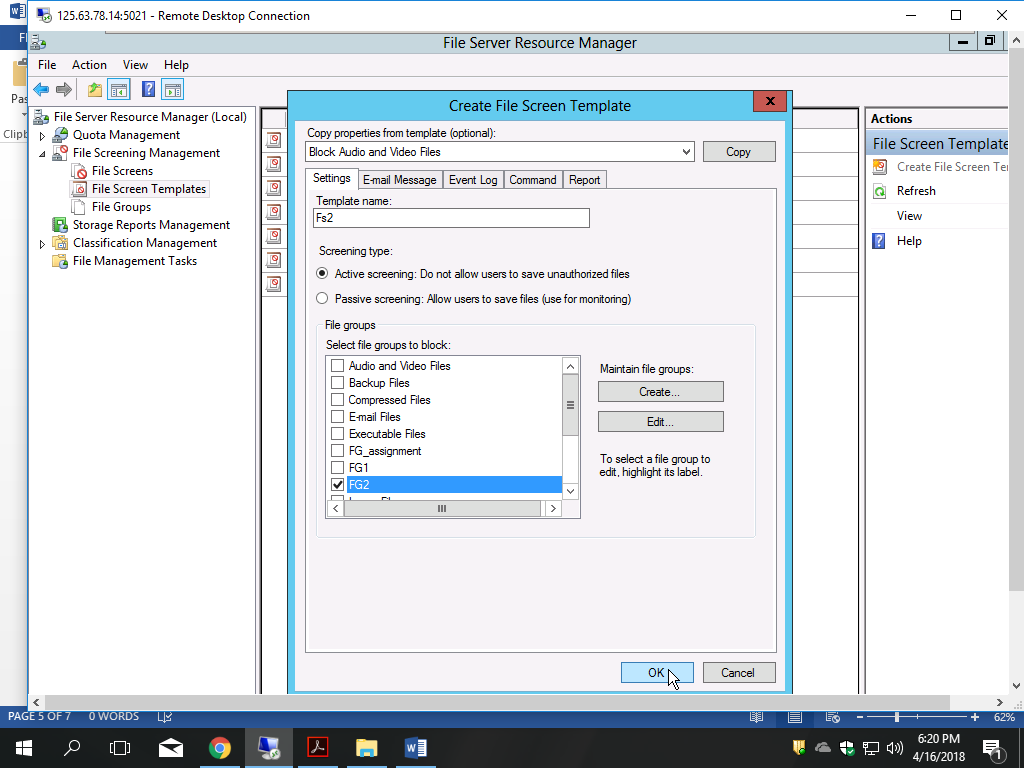 125.63.78.14:5021 - Remote Desktop Connection
File Server Resource Manager
File Action View Help
Pas
Clipb
File Server Resource Manager (Local)
Quota Management
File Screening Management
File Screens
File Screen Templates
File Groups
Storage Reports Management
Classification Management
File Management Tasks
Create File Screen Template
Copy properties from template (optional):
Block Audio and Video Files
Copy
Settings E-mail Message Event Log Command Report
Template name:
Fs2
Screening type:
Active screening: Do not allow users to save unauthorized files
Passive screening: Allow users to save files (use for monitoring)
File groups
Select file groups to block:
Audio and Video Files
Backup Files
Compressed Files
E-mail Files
Executable Files
FG_assignment
FG1
FG2
Maintain file groups:
Create...
Edit...
To select a file group to
edit, highlight its label.
OK Cancel
Actions
File Screen Template
Create File Screen Ter
Refresh
View
Help
PAGE 5 OF 7 0 WORDS
62%
6:20 PM
4/16/2018
1